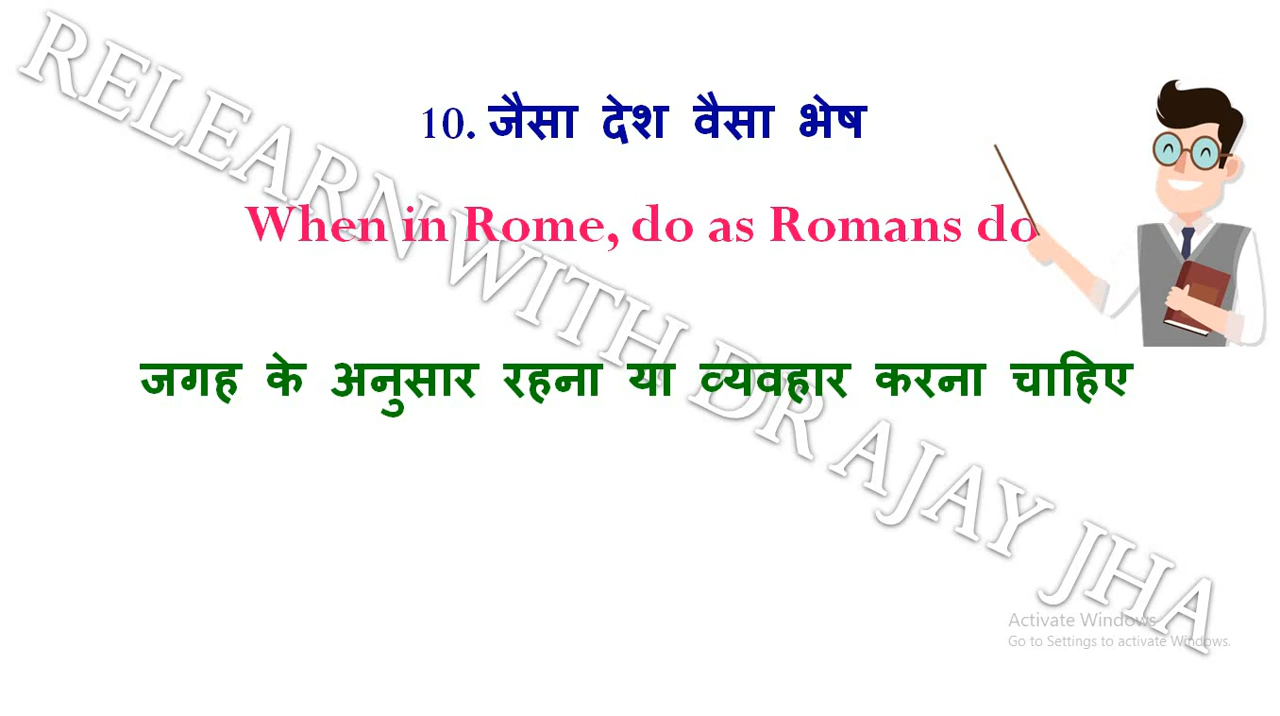 10. जैसा देश वैसा भेष
When in Rome, do as Romans do
जगह के अनुसार रहना या व्यवहार करना चाहिए
RELEARN WITH DR AJAY JHA
Activate Windows
Go to Settings to activate Windows.